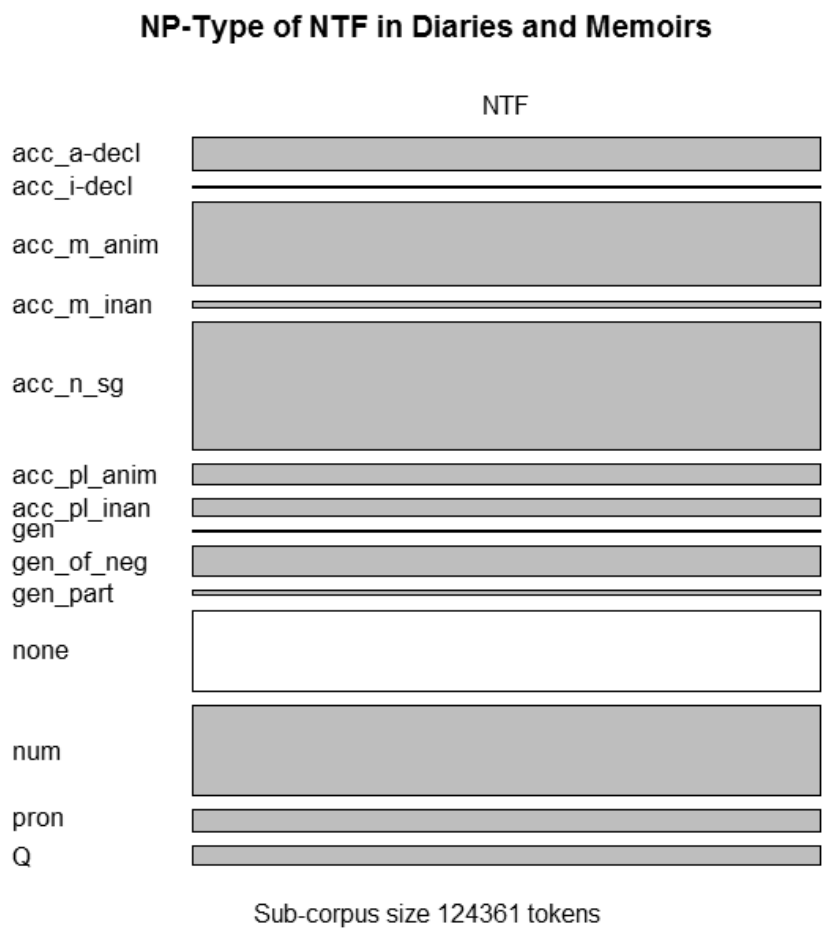 NP-Type of NTF in Diaries and Memoirs
NTF
acc_a-decl
acc_i-decl
acc_m_anim
acc_m_inan
acc_n_sg
acc_pl_anim
acc_pl_inan
gen
gen_of_neg
gen_part
none
num
pron
Q
Sub-corpus size 124361 tokens